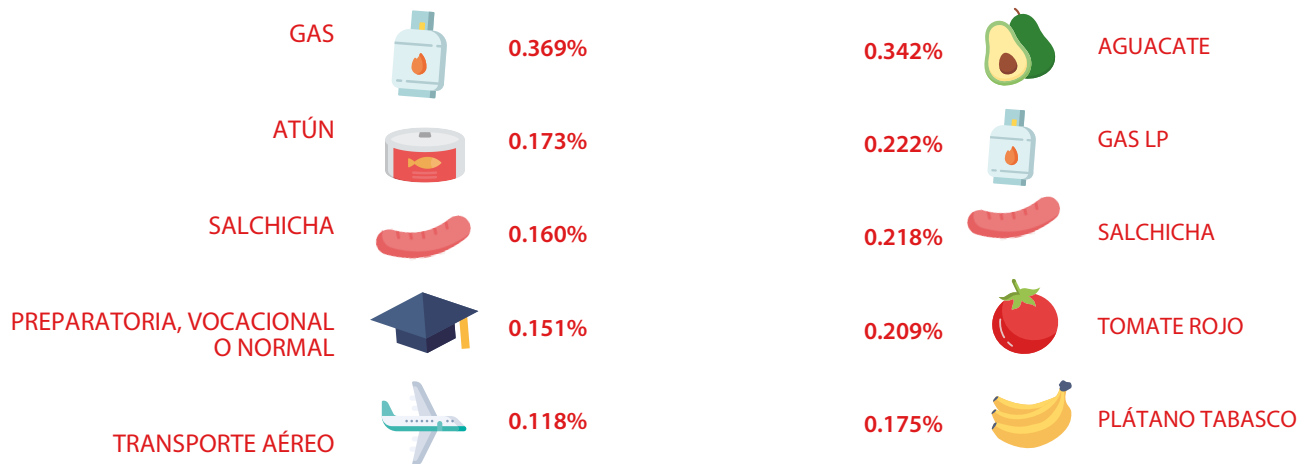 GAS
0.369%
ATÚN
0.173%
SALCHICHA
0.160%
PREPARATORIA, VOCACIONAL
O NORMAL
0.151%
TRANSPORTE AÉREO
0.118%
0.342%
AGUACATE
0.222%
GAS LP
0.218%
SALCHICHA
0.209%
TOMATE ROJO
0.175%
PLÁTANO TABASCO